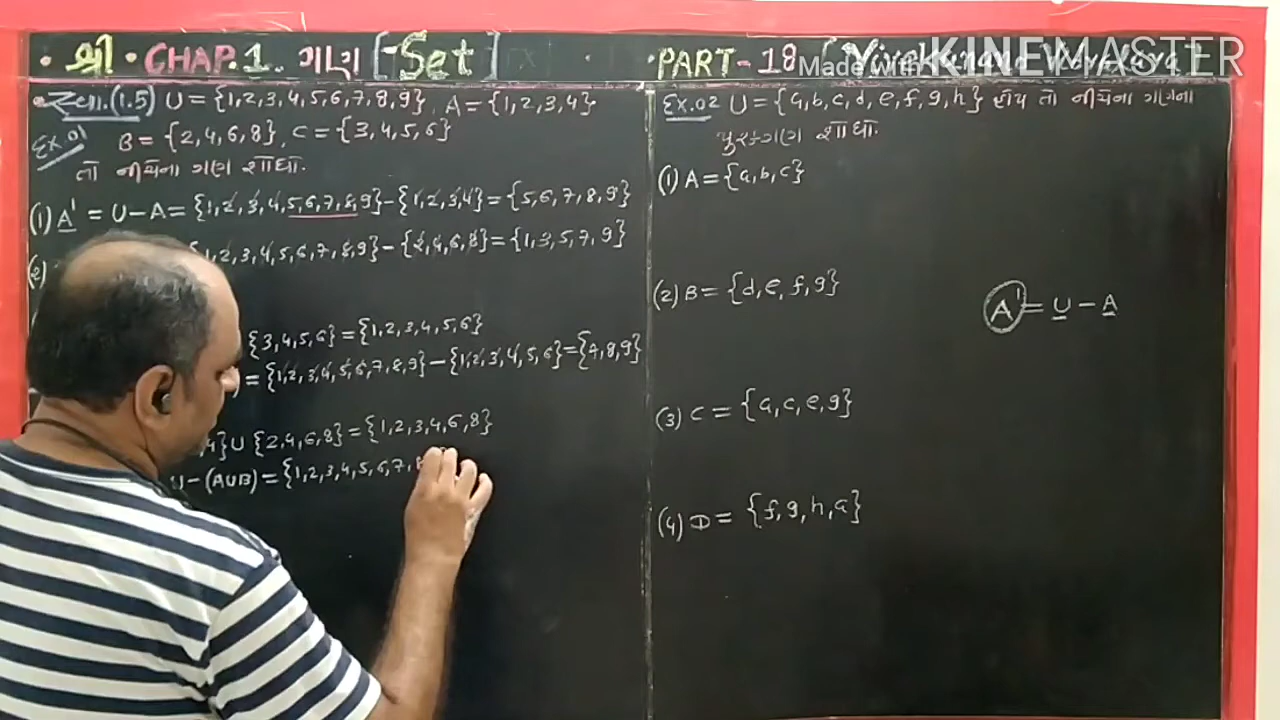 શ્રી · CHAP.1. ગણ [Set]
PART-18
Made with KINEMASTER
સ્વા.(1.5) U = {1,2,3,4,5,6,7,8,9}, A = {1,2,3,4}
Ex.01 B = {2,4,6,8}, C = {3,4,5,6}
તો નીચેના ગણ શોધો.
(1) A' = U-A = {1,2,3,4,5,6,7,8,9}-{1,2,3,4} = {5,6,7,8,9}
(2) 1,2,3,4,5,6,7,8,9}-{2,4,6,8} = {1,3,5,7,9}
{3,4,5,6} = {1,2,3,4,5,6}
) = {1,2,3,4,5,6,7,8,9}-{1,2,3,4,5,6} = {7,8,9}
,4} U {2,4,6,8} = {1,2,3,4,6,8}
U-(AUB) = {1,2,3,4,5,6,7,8
Ex.02 U = {a,b,c,d,e,f,g,h} હોય તો નીચેના ગણના
પુરકગણ શોધો.
(1) A = {a,b,c}
(2) B = {d,e,f,g}
A' = U - A
(3) C = {a,c,e,g}
(4) D = {f,g,h,a}